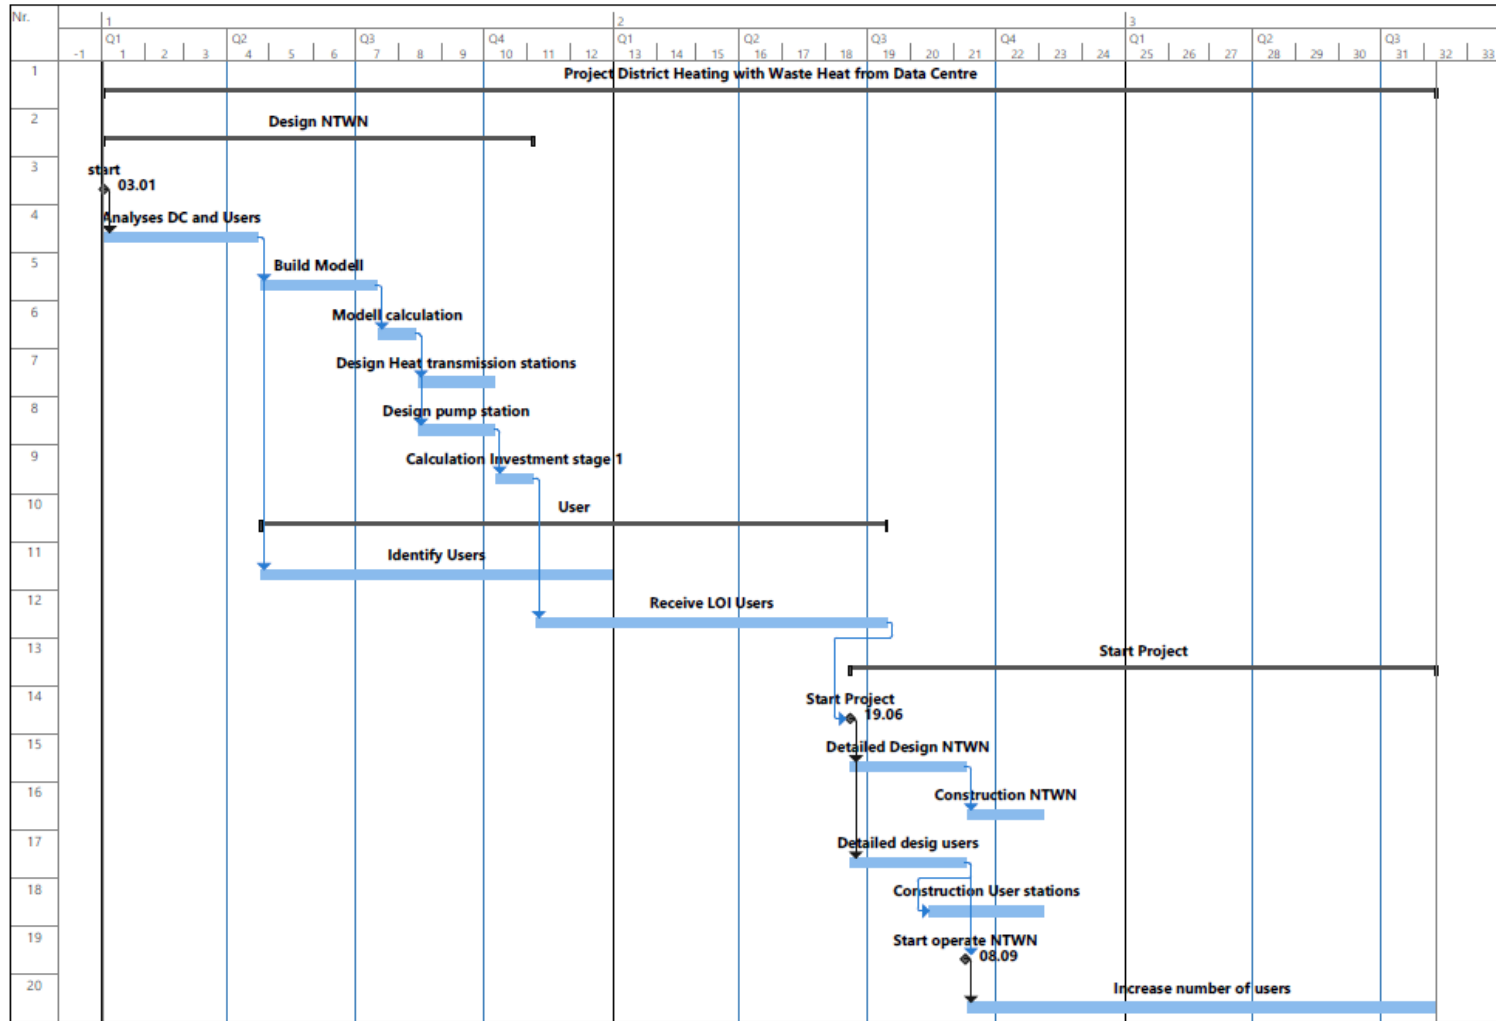 Nr.
1 2 3
Q1 Q2 Q3 Q4 Q1 Q2 Q3 Q4 Q1 Q2 Q3
-1 1 2 3 4 5 6 7 8 9 10 11 12 13 14 15 16 17 18 19 20 21 22 23 24 25 26 27 28 29 30 31 32 33
1 Project District Heating with Waste Heat from Data Centre
2 Design NTWN
3 start
03.01
4 Analyses DC and Users
5 Build Modell
6 Modell calculation
7 Design Heat transmission stations
8 Design pump station
9 Calculation Investment stage 1
10 User
11 Identify Users
12 Receive LOI Users
13 Start Project
14 Start Project
19.06
15 Detailed Design NTWN
16 Construction NTWN
17 Detailed desig users
18 Construction User stations
19 Start operate NTWN
08.09
20 Increase number of users